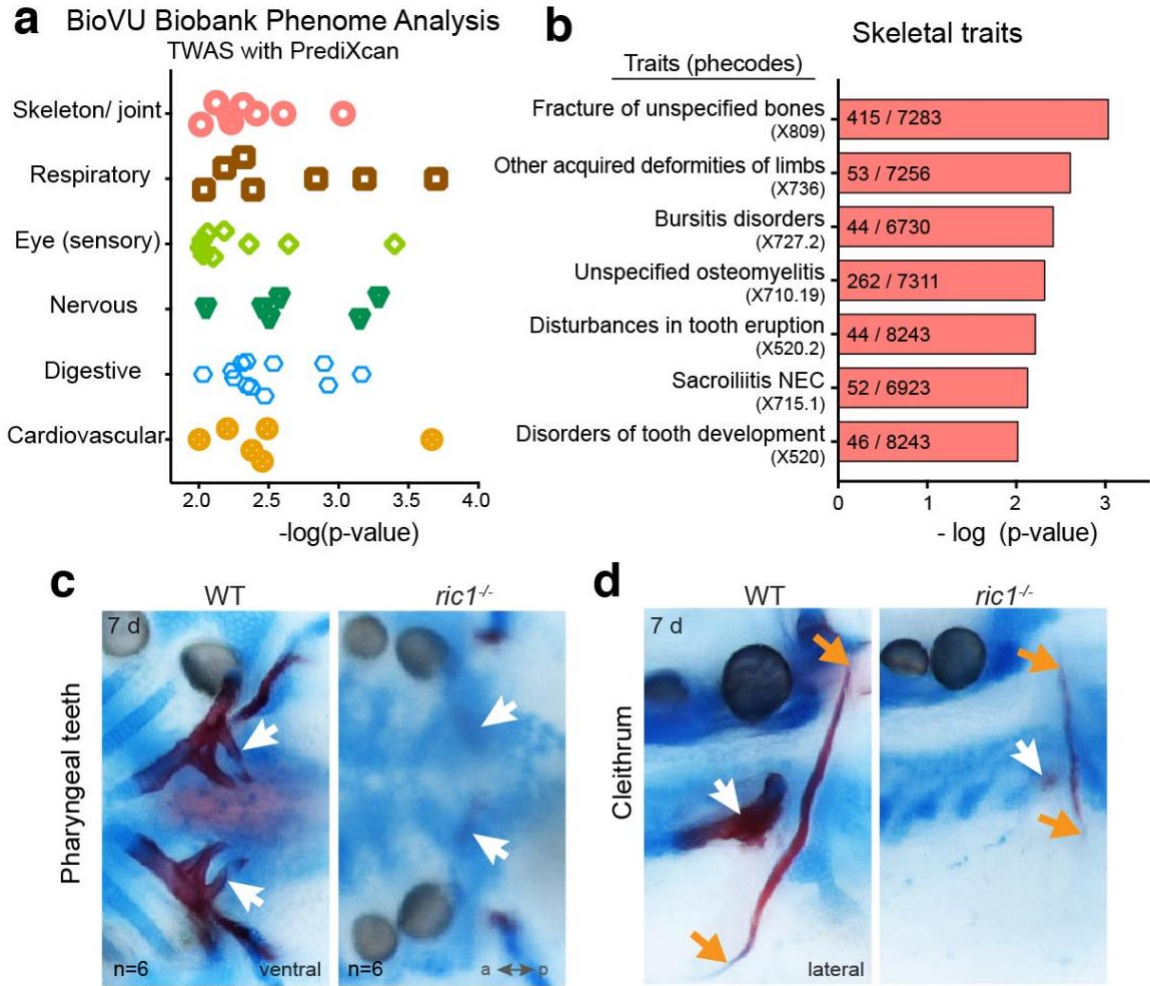 a
BioVU Biobank Phenome Analysis
TWAS with PrediXcan
Skeleton/ joint
Respiratory
Eye (sensory)
Nervous
Digestive
Cardiovascular
2.0 2.5 3.0 3.5 4.0
-log(p-value)
b
Skeletal traits
Traits (phecodes)
Fracture of unspecified bones
(X809)
415 / 7283
Other acquired deformities of limbs
(X736)
53 / 7256
Bursitis disorders
(X727.2)
44 / 6730
Unspecified osteomyelitis
(X710.19)
262 / 7311
Disturbances in tooth eruption
(X520.2)
44 / 8243
Sacroiliitis NEC
(X715.1)
52 / 6923
Disorders of tooth development
(X520)
46 / 8243
0 1 2 3
- log (p-value)
c
WT
ric1-/-
Pharyngeal teeth
7 d
n=6
ventral
n=6
a p
d
WT
ric1-/-
Cleithrum
7 d
lateral